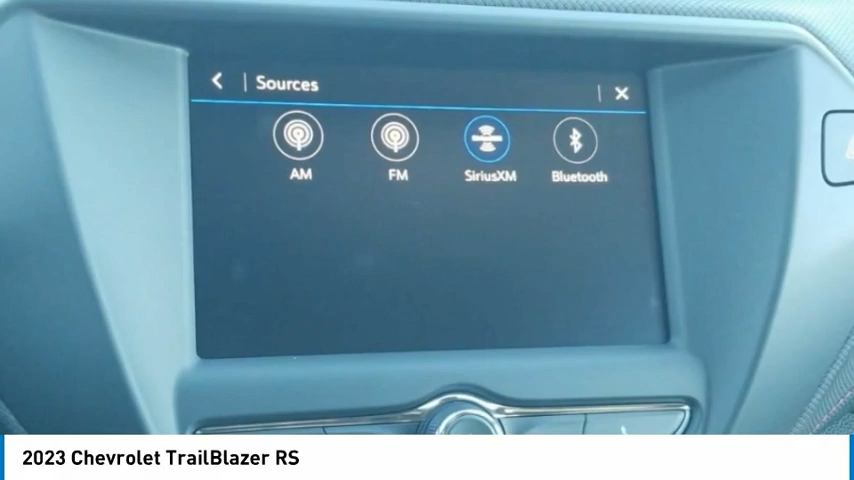 Sources
AM FM SiriusXM Bluetooth
2023 Chevrolet TrailBlazer RS